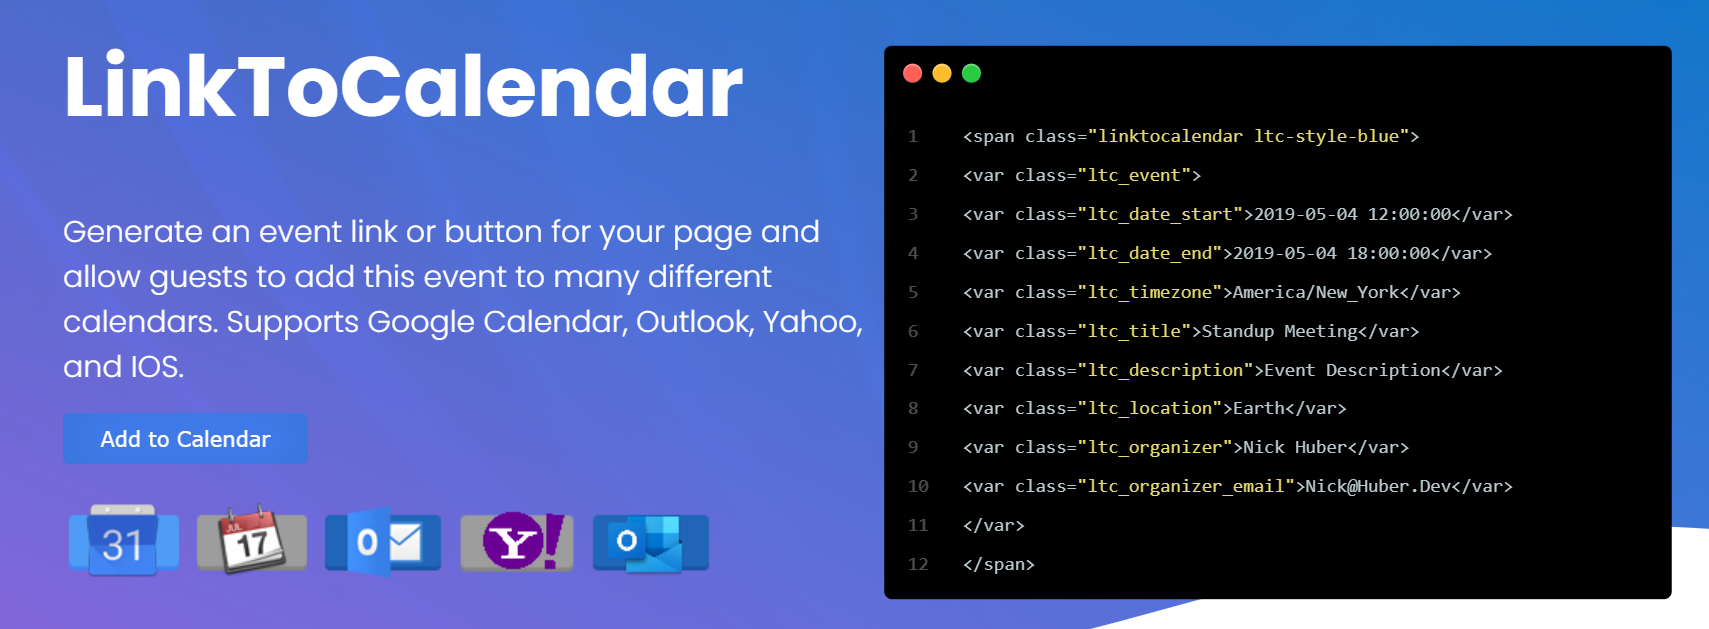 LinkToCalendar
Generate an event link or button for your page and
allow guests to add this event to many different
calendars. Supports Google Calendar, Outlook, Yahoo,
and IOS.
Add to Calendar
31
JUL
17
O
Y!
O
1 <span class="linktocalendar ltc-style-blue">
2 <var class="ltc_event">
3 <var class="ltc_date_start">2019-05-04 12:00:00</var>
4 <var class="ltc_date_end">2019-05-04 18:00:00</var>
5 <var class="ltc_timezone">America/New_York</var>
6 <var class="ltc_title">Standup Meeting</var>
7 <var class="ltc_description">Event Description</var>
8 <var class="ltc_location">Earth</var>
9 <var class="ltc_organizer">Nick Huber</var>
10 <var class="ltc_organizer_email">Nick@Huber.Dev</var>
11 </var>
12 </span>